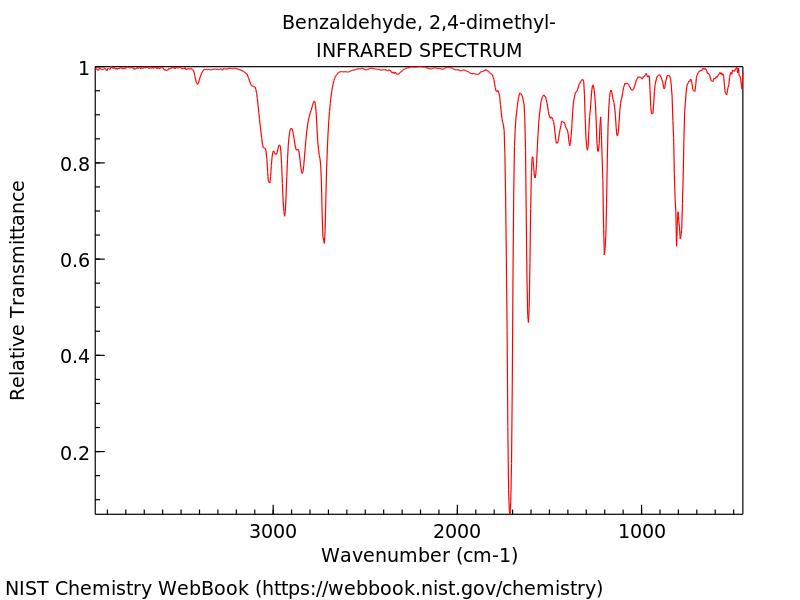 Benzaldehyde, 2,4-dimethyl-
INFRARED SPECTRUM
1
0.8
0.6
0.4
0.2
Relative Transmittance
3000 2000 1000
Wavenumber (cm-1)
NIST Chemistry WebBook (https://webbook.nist.gov/chemistry)